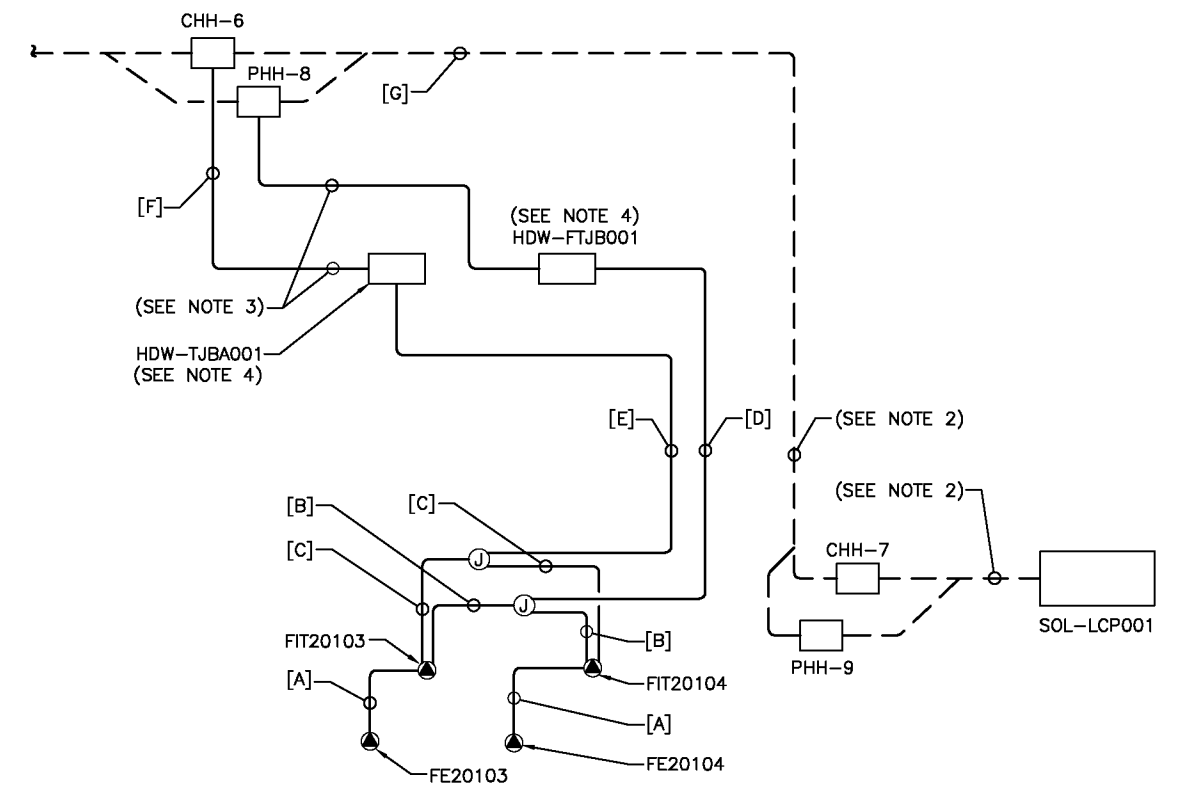 CHH-6
PHH-8
[G]
[F]
(SEE NOTE 4)
HDW-FTJB001
(SEE NOTE 3)
HDW-TJBA001
(SEE NOTE 4)
[E]
[D]
(SEE NOTE 2)
(SEE NOTE 2)
[B]
[C]
[C]
CHH-7
J
J
SOL-LCP001
FIT20103
[B]
PHH-9
[A]
FIT20104
[A]
FE20103
FE20104